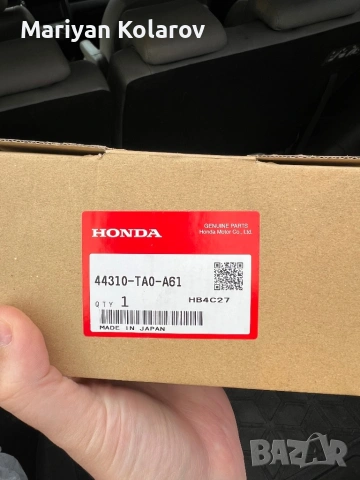 Mariyan Kolarov
HONDA
GENUINE PARTS
Honda Motor Co., Ltd.
44310-TA0-A61
QTY 1
HB4C27
MADE IN JAPAN
BAZAR